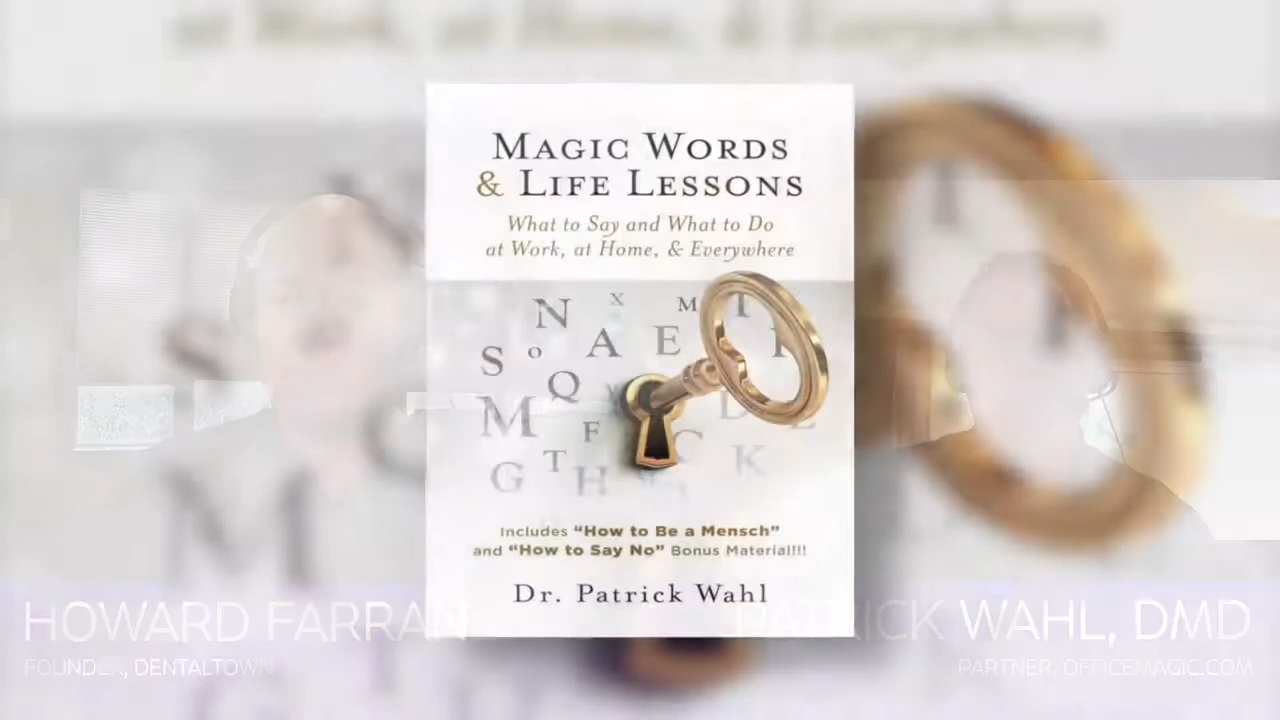 MAGIC WORDS
& LIFE LESSONS
What to Say and What to Do
at Work, at Home, & Everywhere
N X M I
S O A E
Q
M F D
T C K
G H
Includes “How to Be a Mensch”
and “How to Say No” Bonus Material!!!
Dr. Patrick Wahl
HOWARD FARRAN
FOUNDER, DENTALTOWN
PATRICK WAHL, DMD
PARTNER, OFFICEMAGIC.COM